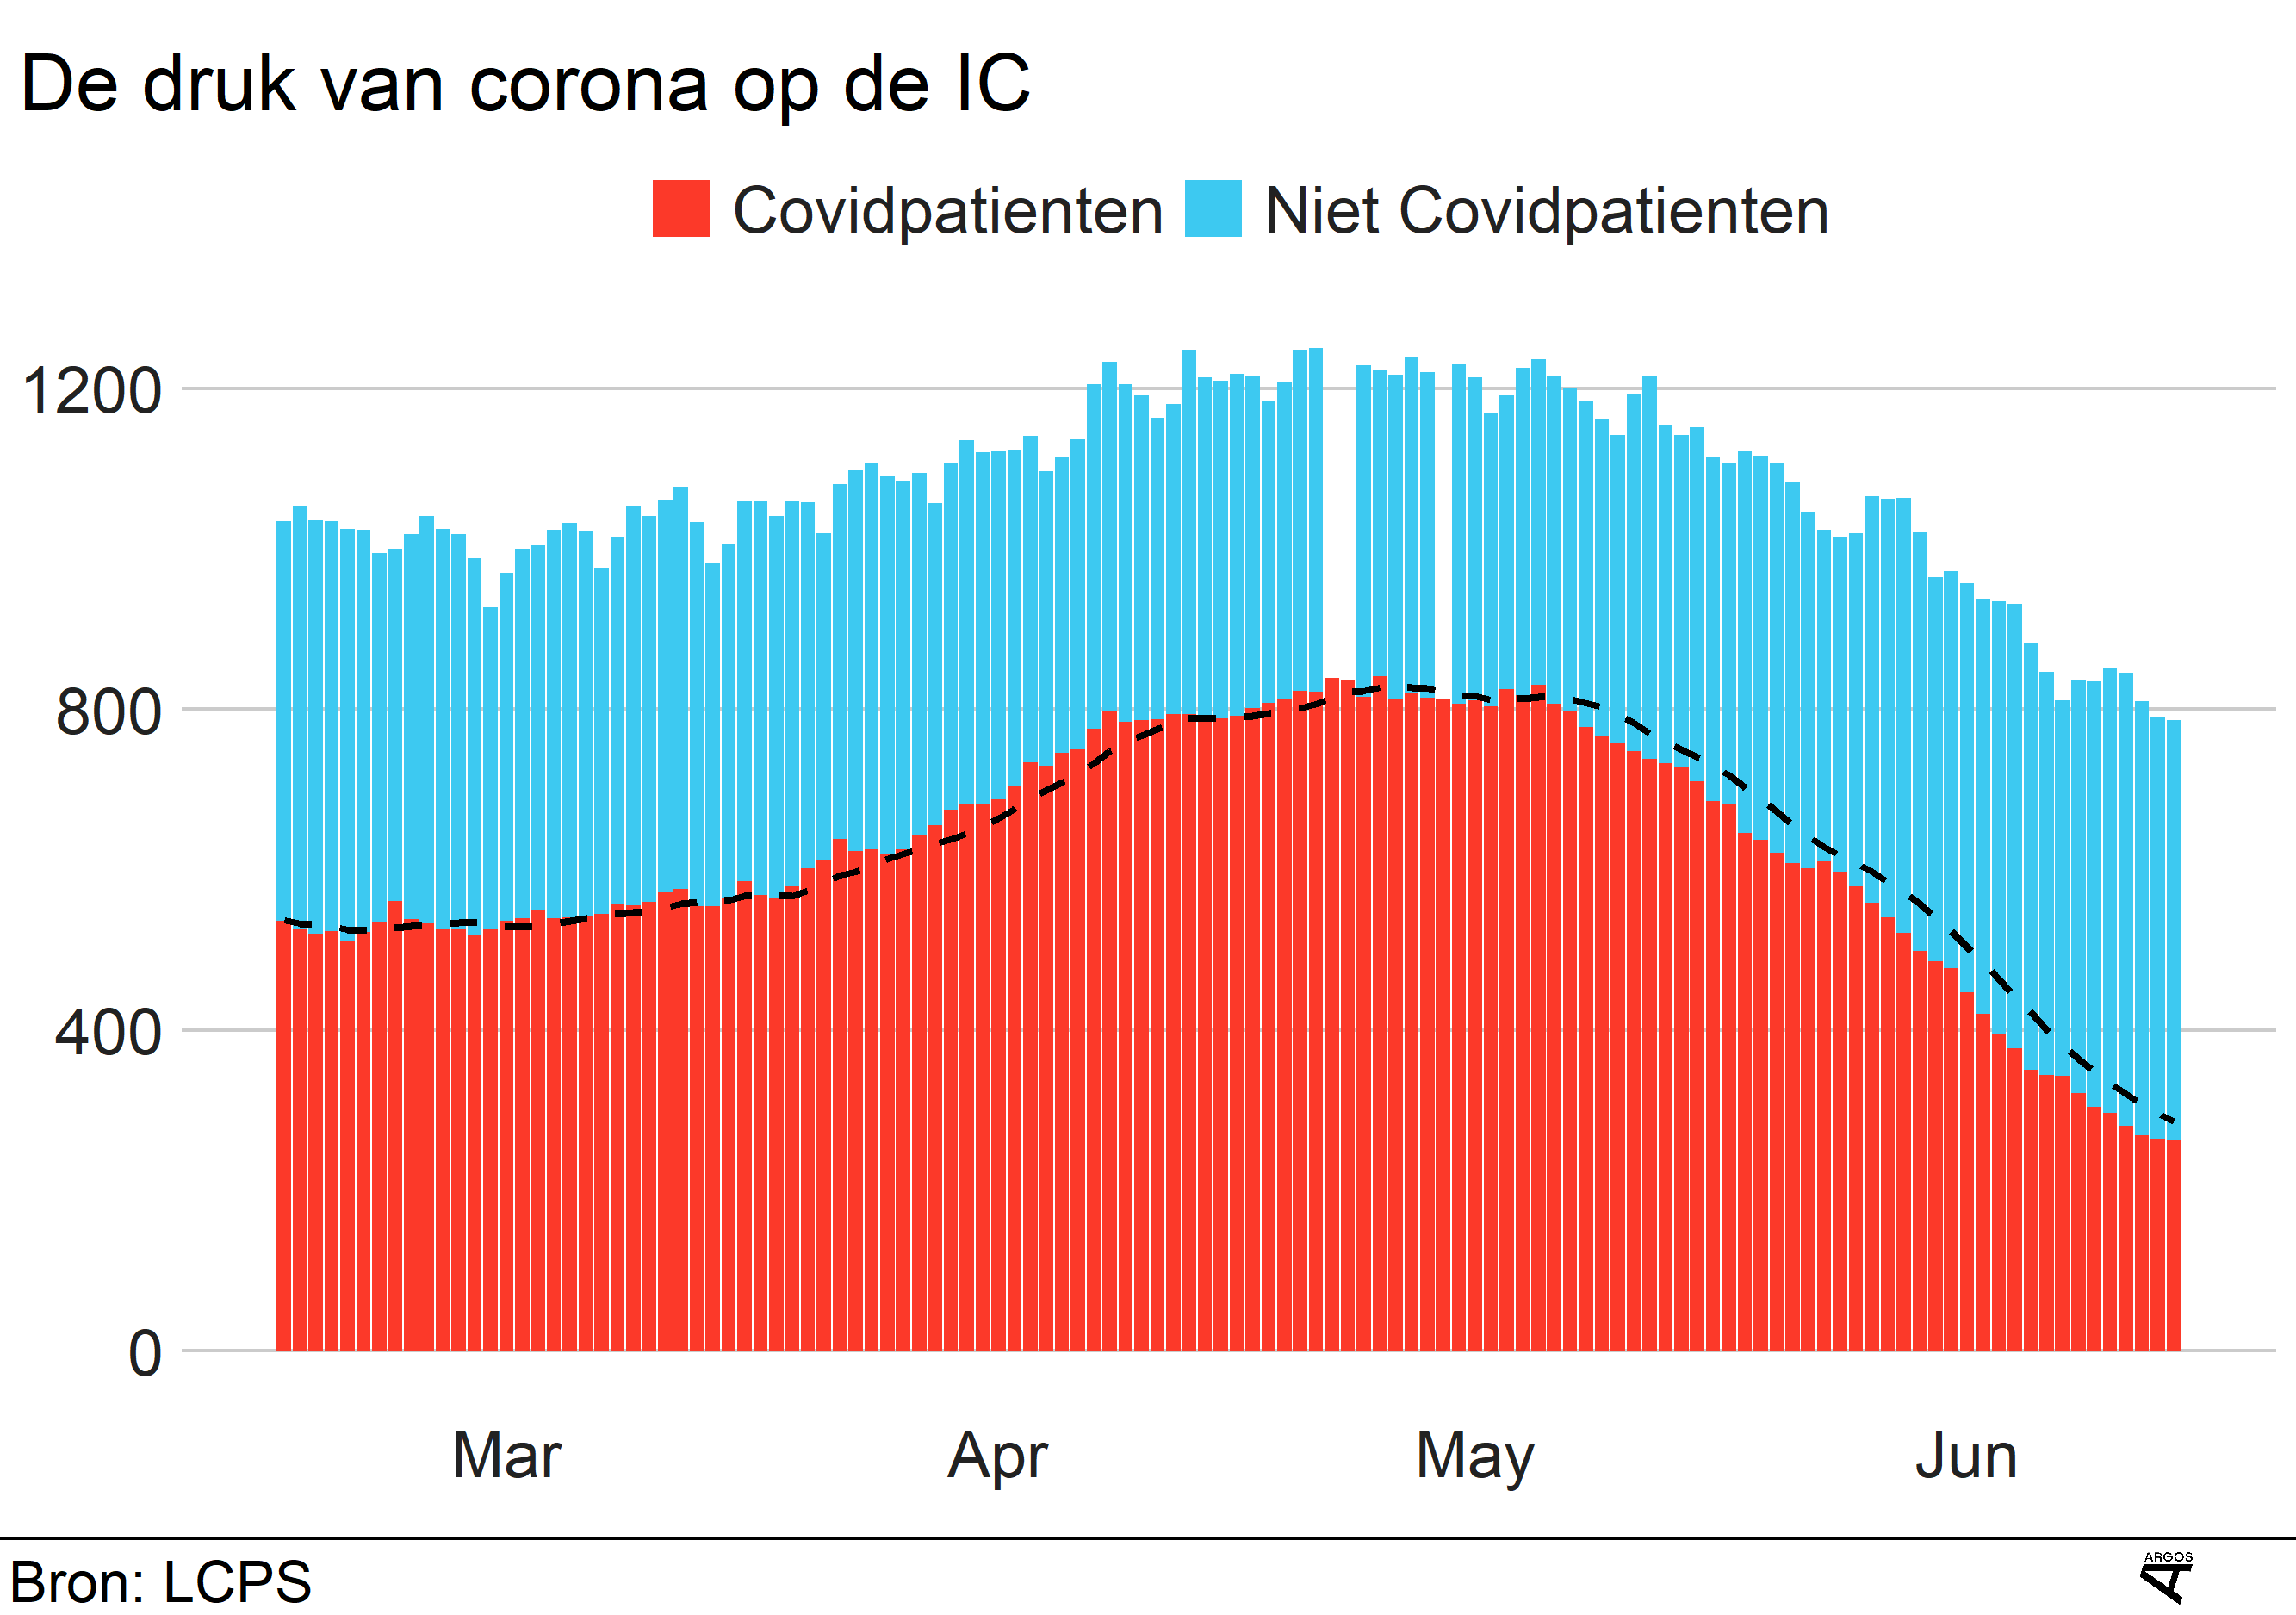 De druk van corona op de IC
Covidpatienten Niet Covidpatienten
1200
800
400
0
Mar Apr May Jun
Bron: LCPS
ARGOS
A